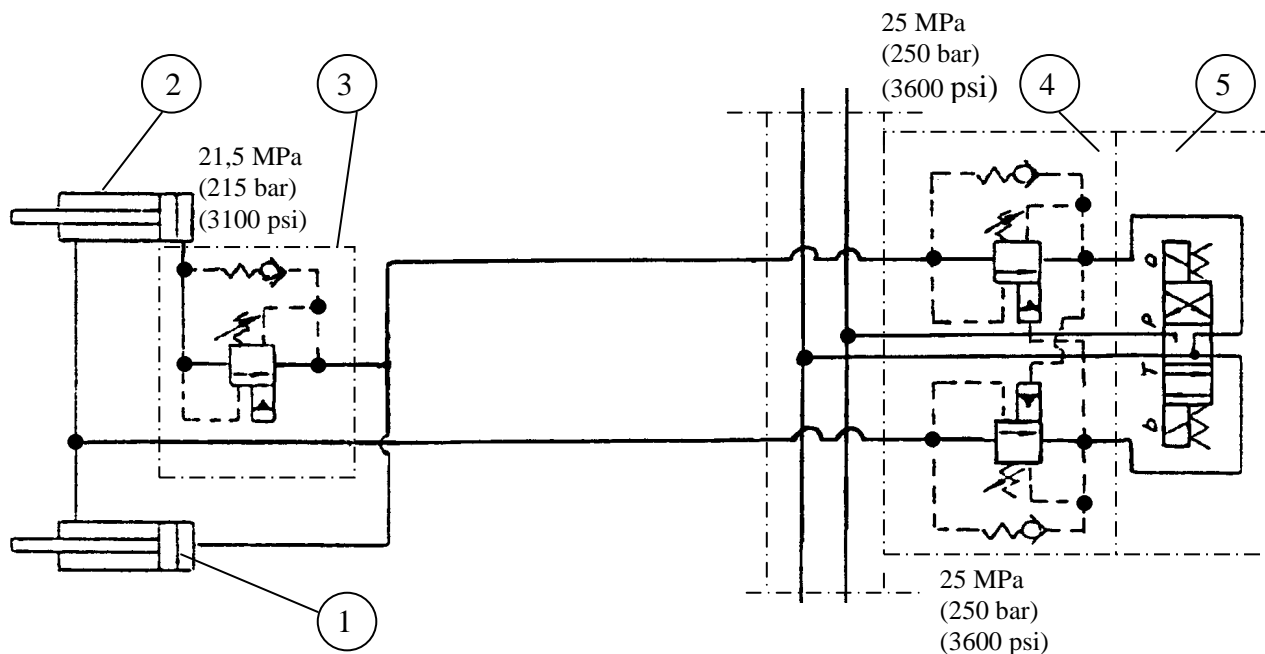 25 MPa
(250 bar)
(3600 psi)
2
3
4
5
21,5 MPa
(215 bar)
(3100 psi)
a
P
T
b
1
25 MPa
(250 bar)
(3600 psi)